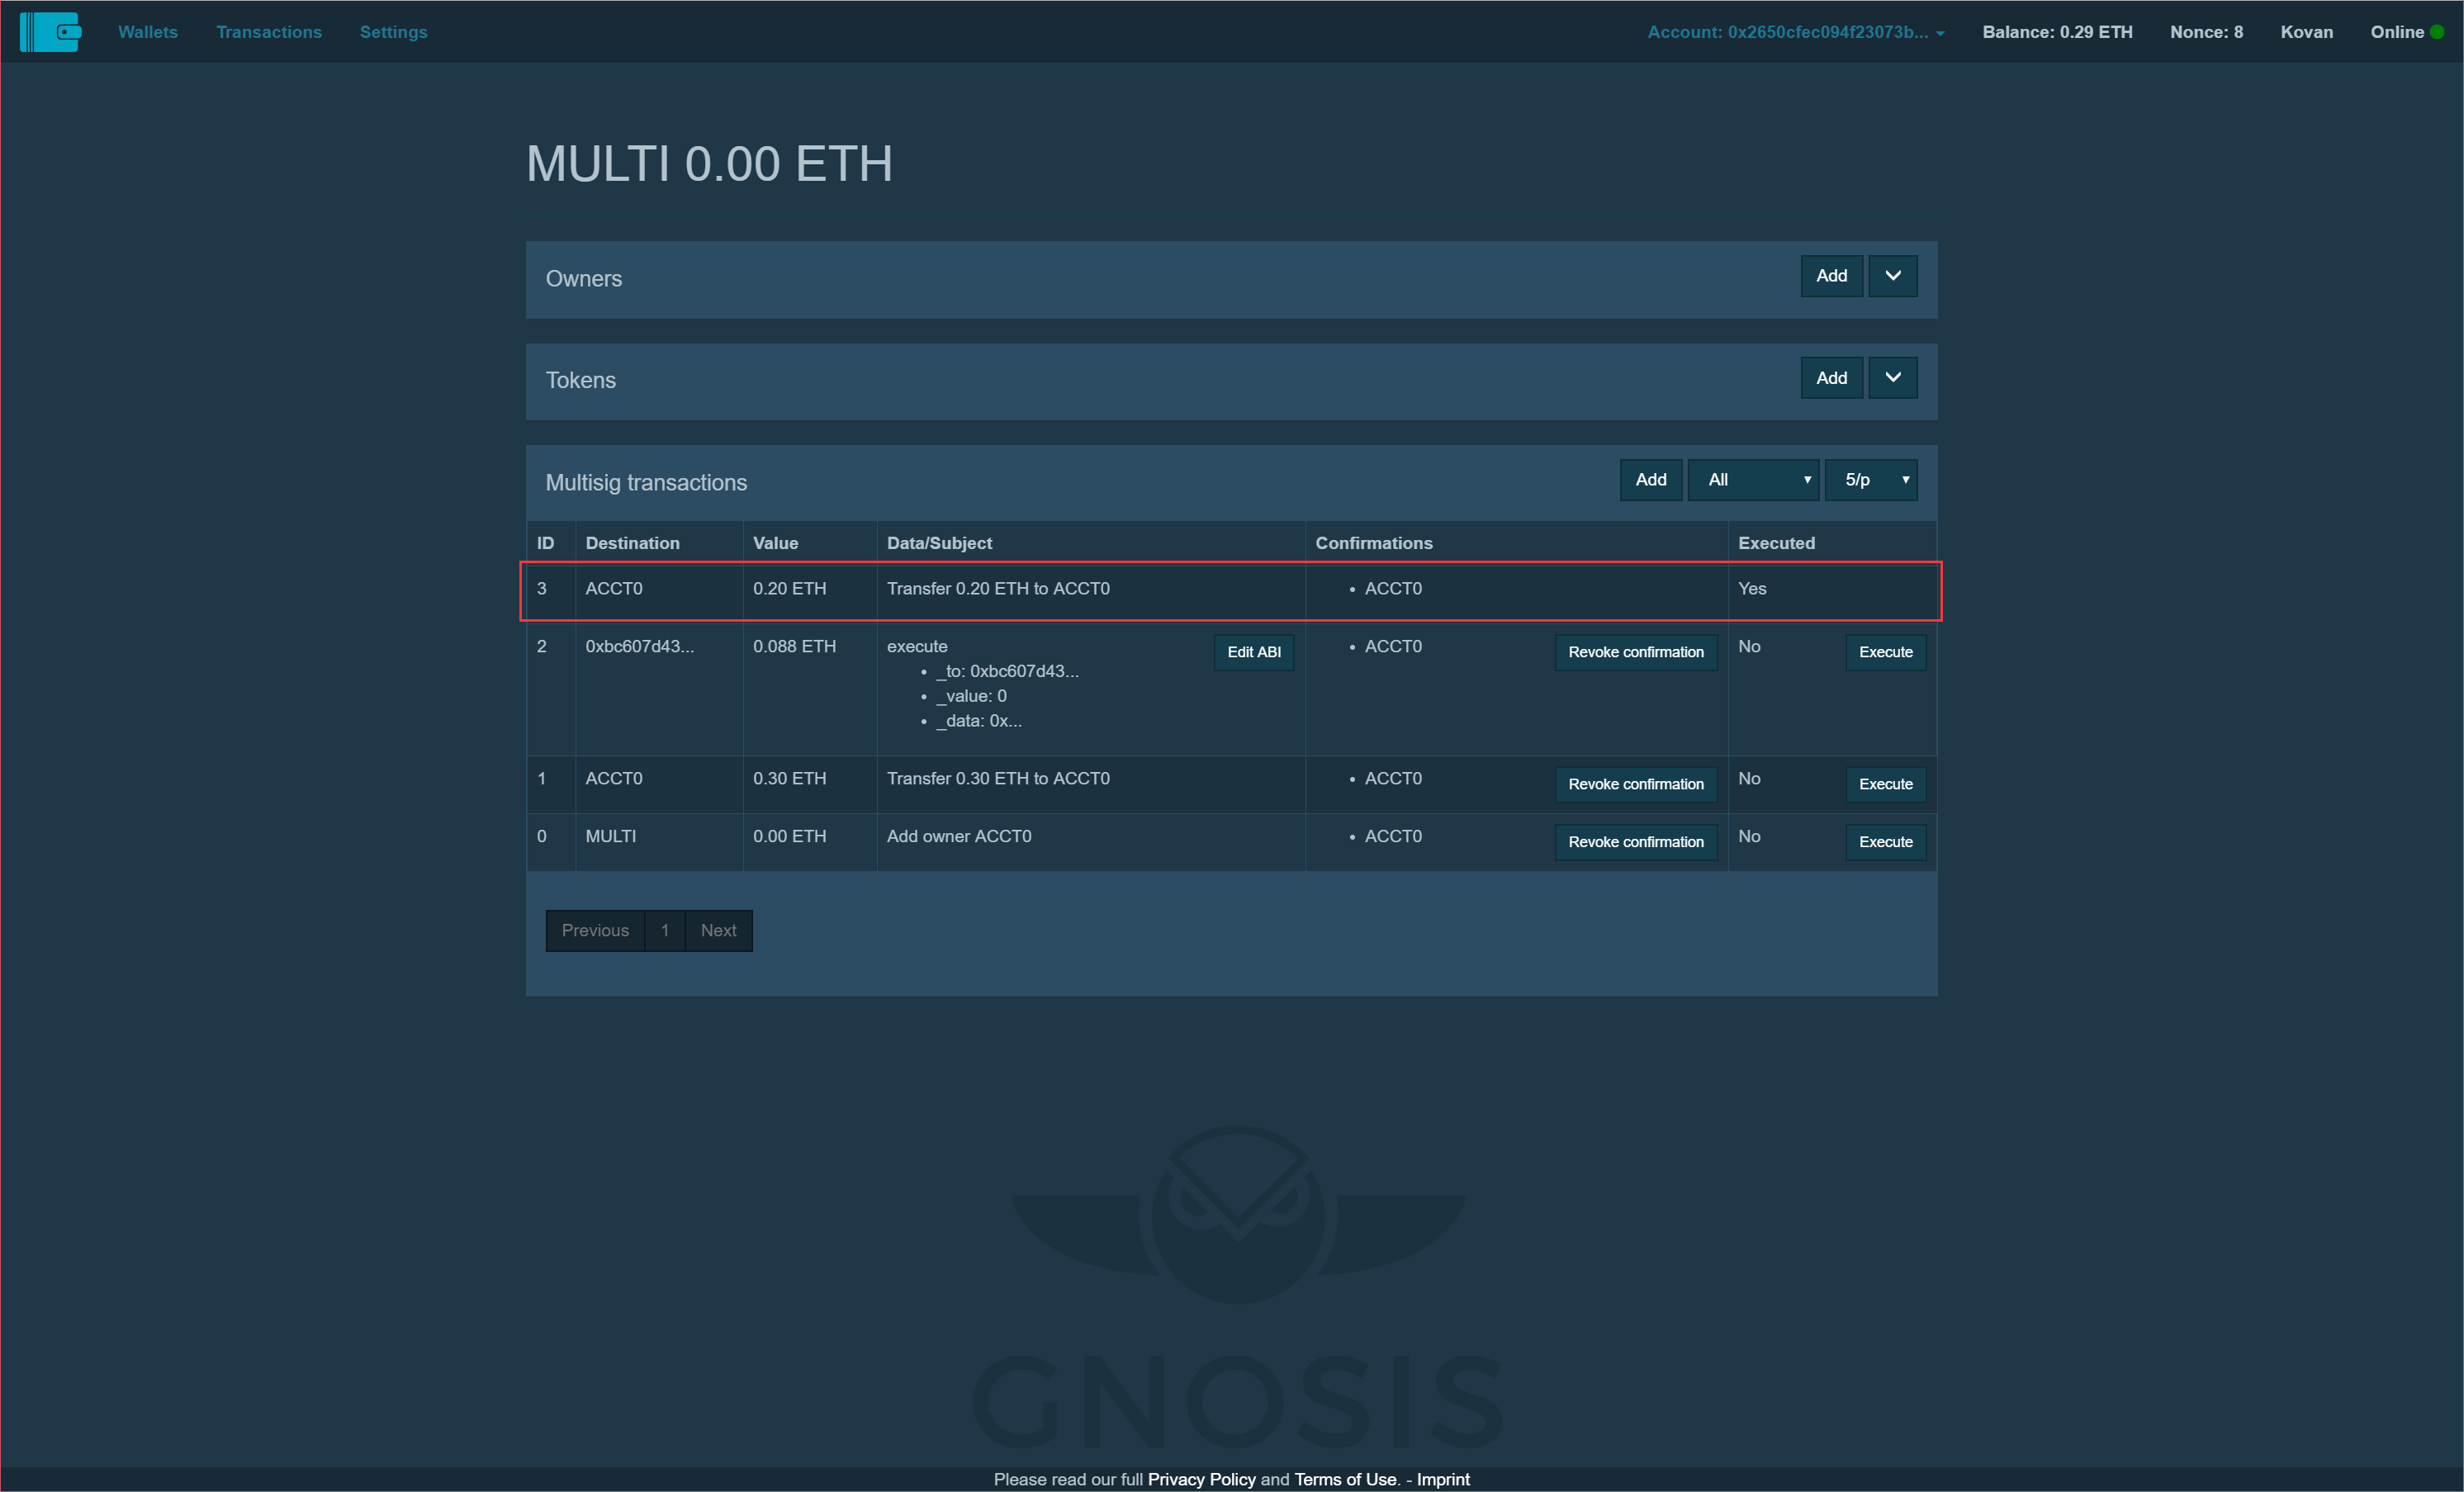 Wallets Transactions Settings Account: 0x2650cfec094f23073b... Balance: 0.29 ETH Nonce: 8 Kovan Online
MULTI 0.00 ETH
Owners Add
Tokens Add
Multisig transactions Add All 5/p
ID Destination Value Data/Subject Confirmations Executed
3 ACCT0 0.20 ETH Transfer 0.20 ETH to ACCT0 • ACCT0 Yes
2 0xbc607d43... 0.088 ETH execute Edit ABI • ACCT0 Revoke confirmation No Execute
• _to: 0xbc607d43...
• _value: 0
• _data: 0x...
1 ACCT0 0.30 ETH Transfer 0.30 ETH to ACCT0 • ACCT0 Revoke confirmation No Execute
0 MULTI 0.00 ETH Add owner ACCT0 • ACCT0 Revoke confirmation No Execute
Previous 1 Next
GNOSIS
Please read our full Privacy Policy and Terms of Use. - Imprint